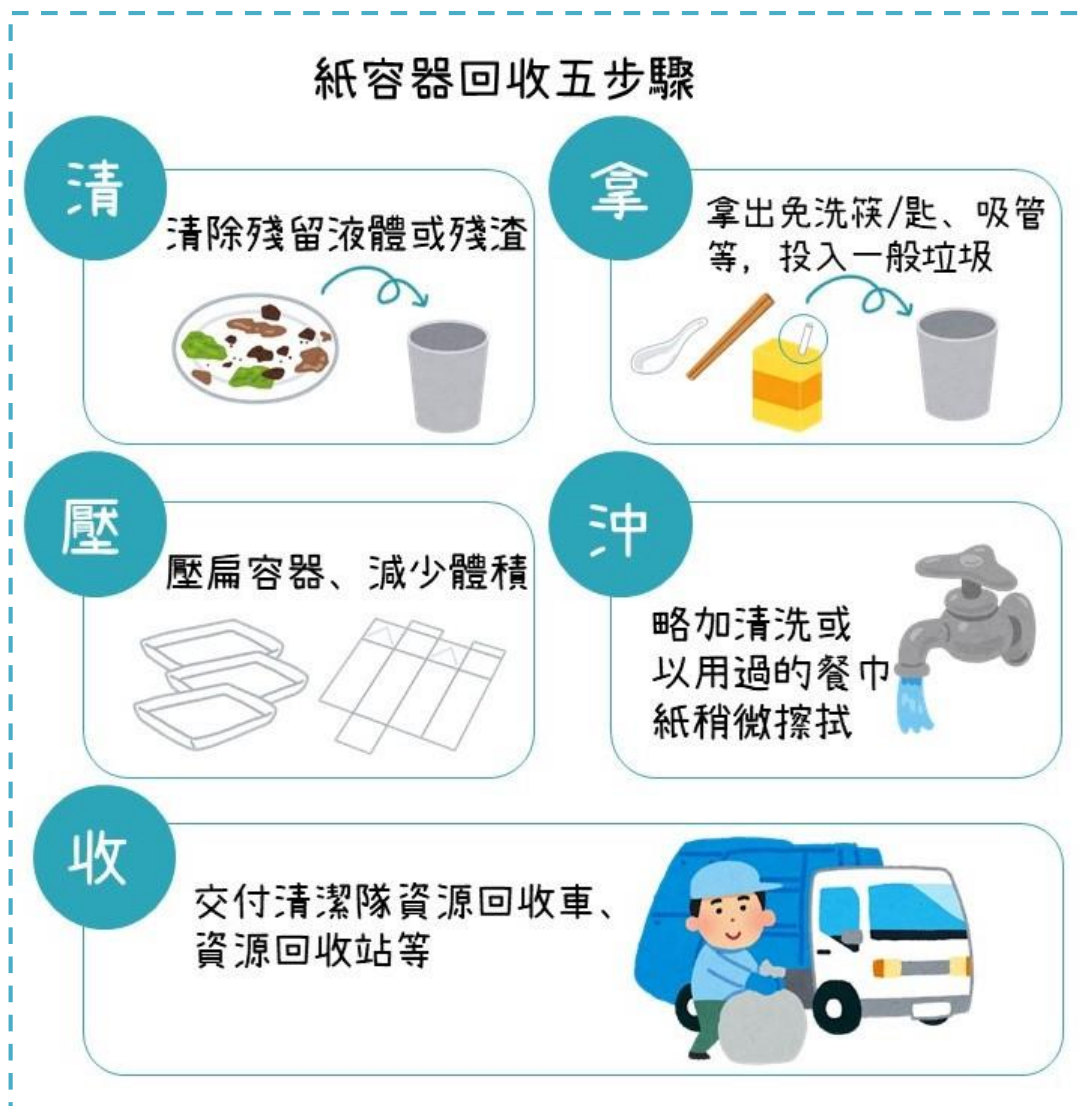 紙容器回收五步驟
清
清除殘留液體或殘渣
拿
拿出免洗筷/匙、吸管
等，投入一般垃圾
壓
壓扁容器、減少體積
沖
略加清洗或
以用過的餐巾
紙稍微擦拭
收
交付清潔隊資源回收車、
資源回收站等